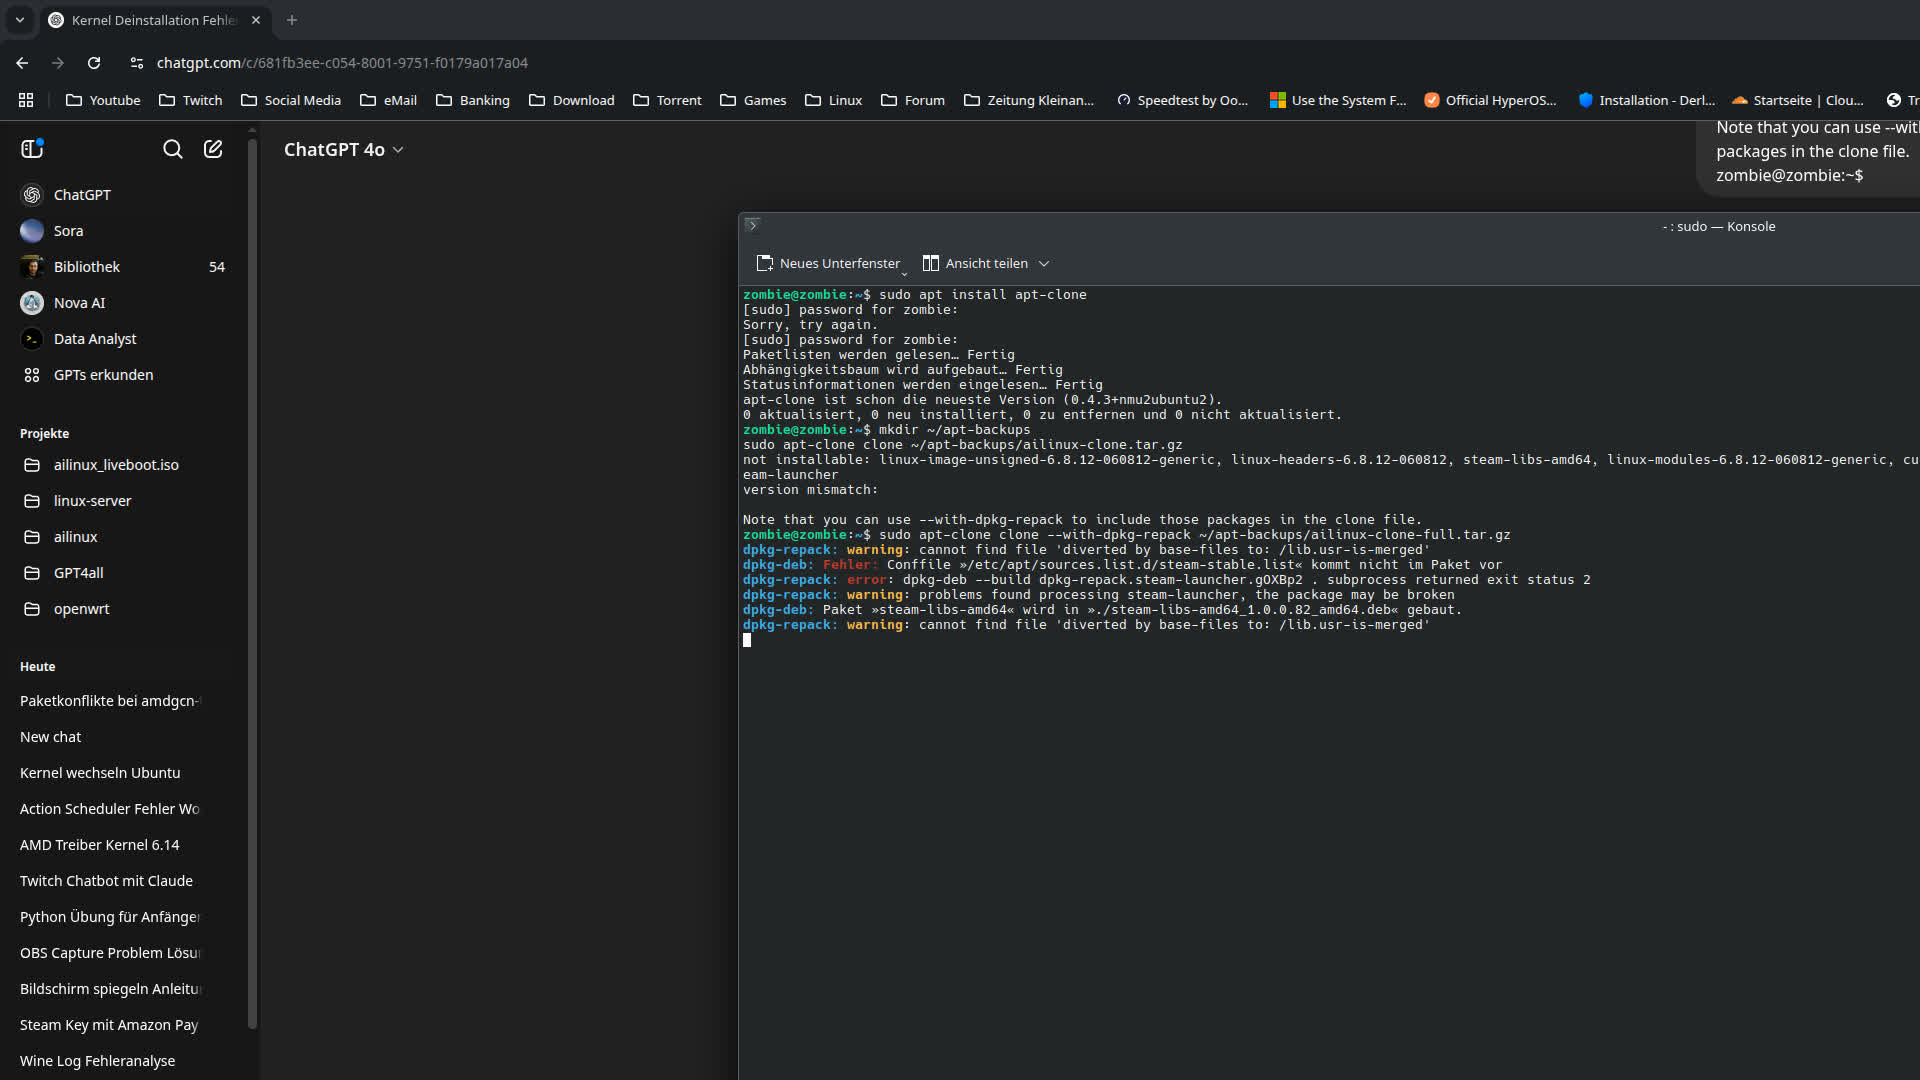 Kernel Deinstallation Fehle
chatgpt.com/c/681fb3ee-c054-8001-9751-f0179a017a04
Youtube Twitch Social Media eMail Banking Download Torrent Games Linux Forum Zeitung Kleinan... Speedtest by Oo... Use the System F... Official HyperOS... Installation - Derl... Startseite | Clou... Tr
ChatGPT 4o
Note that you can use --with
packages in the clone file.
zombie@zombie:~$
ChatGPT
Sora
Bibliothek 54
Nova AI
Data Analyst
GPTs erkunden
Projekte
ailinux_liveboot.iso
linux-server
ailinux
GPT4all
openwrt
Heute
Paketkonflikte bei amdgcn-
New chat
Kernel wechseln Ubuntu
Action Scheduler Fehler Wo
AMD Treiber Kernel 6.14
Twitch Chatbot mit Claude
Python Übung für Anfänger
OBS Capture Problem Lösu
Bildschirm spiegeln Anleitu
Steam Key mit Amazon Pay
Wine Log Fehleranalyse
- : sudo — Konsole
Neues Unterfenster Ansicht teilen
zombie@zombie:~$ sudo apt install apt-clone
[sudo] password for zombie:
Sorry, try again.
[sudo] password for zombie:
Paketlisten werden gelesen… Fertig
Abhängigkeitsbaum wird aufgebaut… Fertig
Statusinformationen werden eingelesen… Fertig
apt-clone ist schon die neueste Version (0.4.3+nmu2ubuntu2).
0 aktualisiert, 0 neu installiert, 0 zu entfernen und 0 nicht aktualisiert.
zombie@zombie:~$ mkdir ~/apt-backups
sudo apt-clone clone ~/apt-backups/ailinux-clone.tar.gz
not installable: linux-image-unsigned-6.8.12-060812-generic, linux-headers-6.8.12-060812, steam-libs-amd64, linux-modules-6.8.12-060812-generic, cu
eam-launcher
version mismatch:
Note that you can use --with-dpkg-repack to include those packages in the clone file.
zombie@zombie:~$ sudo apt-clone clone --with-dpkg-repack ~/apt-backups/ailinux-clone-full.tar.gz
dpkg-repack: warning: cannot find file 'diverted by base-files to: /lib.usr-is-merged'
dpkg-deb: Fehler: Conffile »/etc/apt/sources.list.d/steam-stable.list« kommt nicht im Paket vor
dpkg-repack: error: dpkg-deb --build dpkg-repack.steam-launcher.gOXBp2 . subprocess returned exit status 2
dpkg-repack: warning: problems found processing steam-launcher, the package may be broken
dpkg-deb: Paket »steam-libs-amd64« wird in »./steam-libs-amd64_1.0.0.82_amd64.deb« gebaut.
dpkg-repack: warning: cannot find file 'diverted by base-files to: /lib.usr-is-merged'